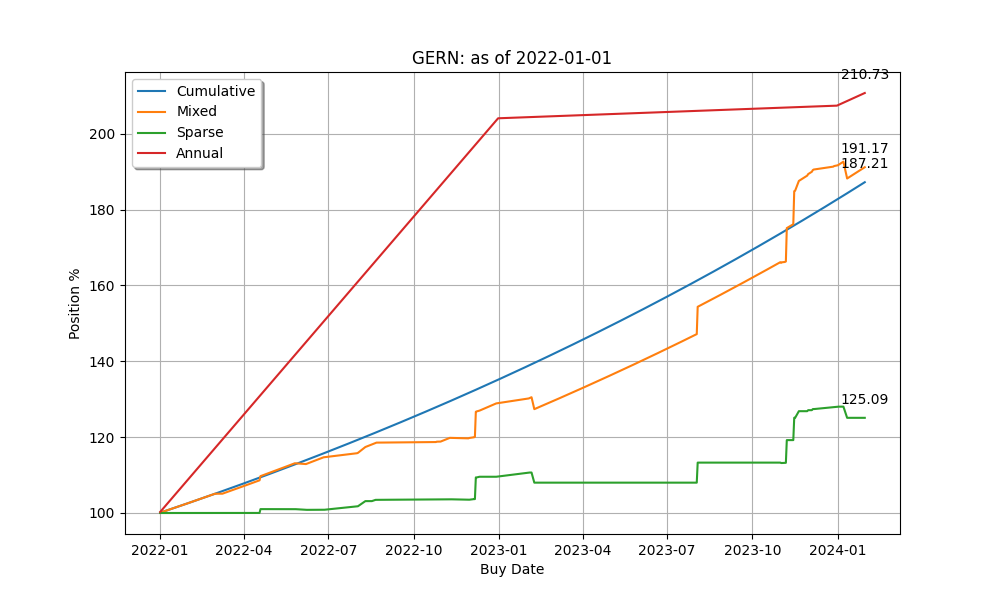 GERN: as of 2022-01-01
Cumulative
Mixed
Sparse
Annual
210.73
191.17
187.21
125.09
200
180
160
140
120
100
Position %
2022-01 2022-04 2022-07 2022-10 2023-01 2023-04 2023-07 2023-10 2024-01
Buy Date